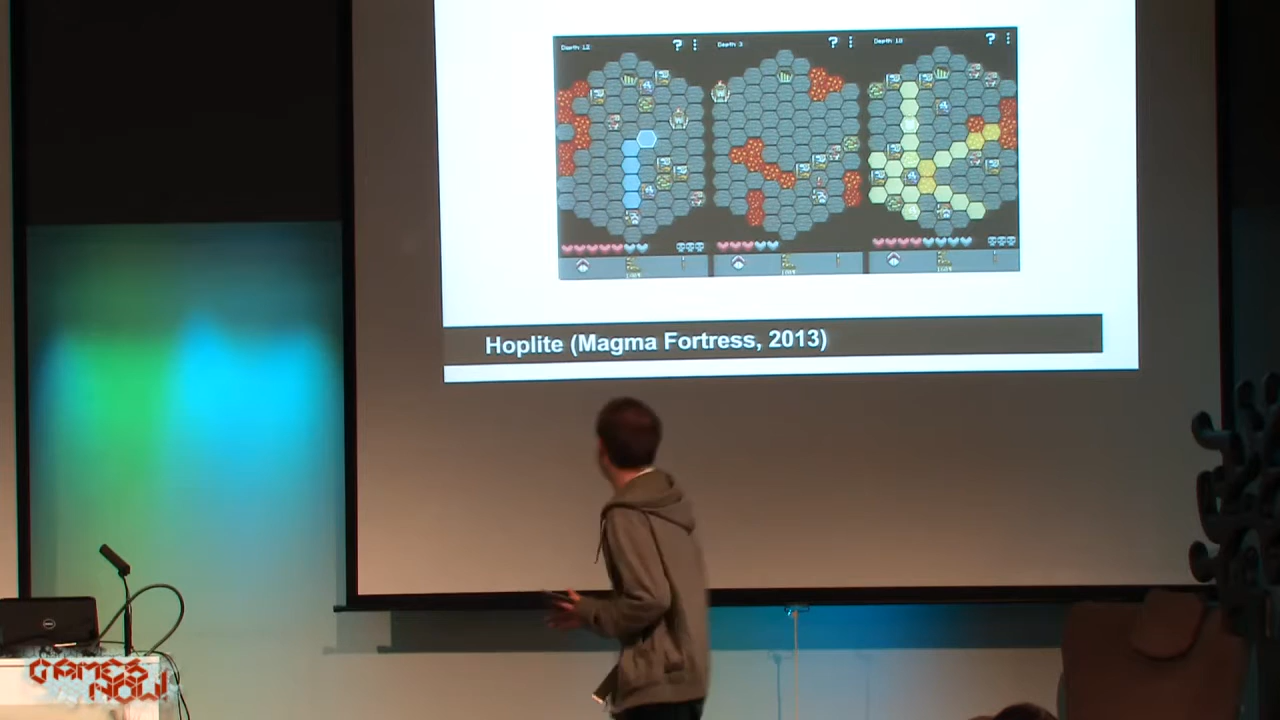 Depth: 12 ?
Depth: 3 ?
Depth: 10 ?
Hoplite (Magma Fortress, 2013)
GAMES
NOW!